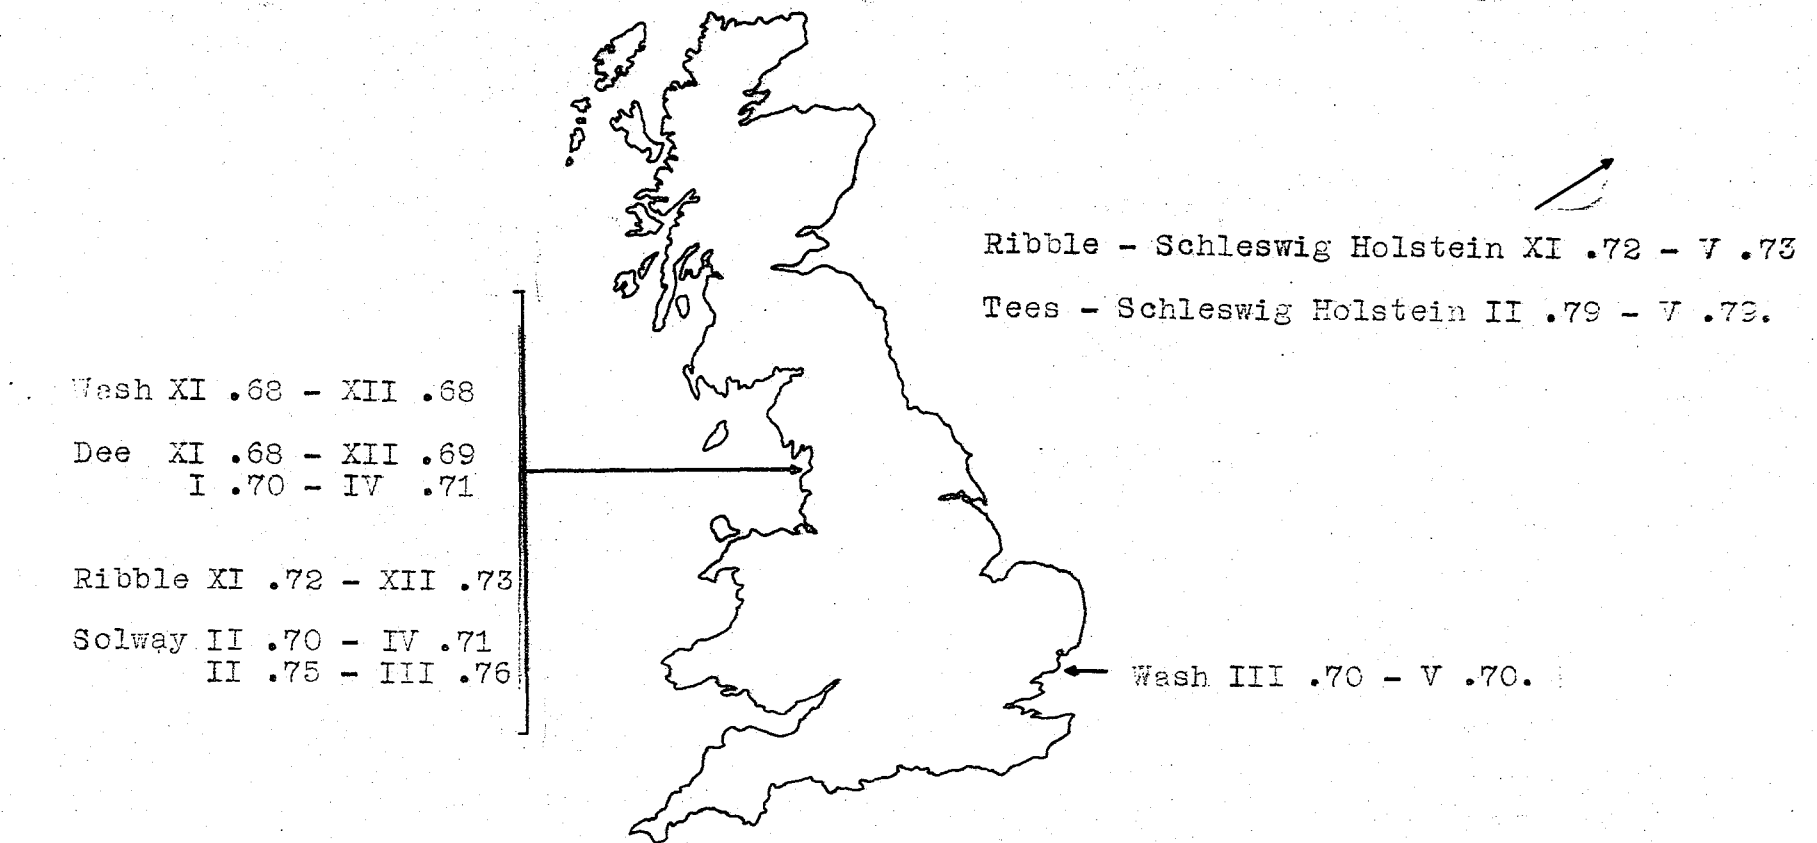 Ribble - Schleswig Holstein XI .72 - V .73
Tees - Schleswig Holstein II .79 - V .79.
Wash XI .68 - XII .68
Dee XI .68 - XII .69
I .70 - IV .71
Ribble XI .72 - XII .73
Solway II .70 - IV .71
II .75 - III .76
Wash III .70 - V .70.